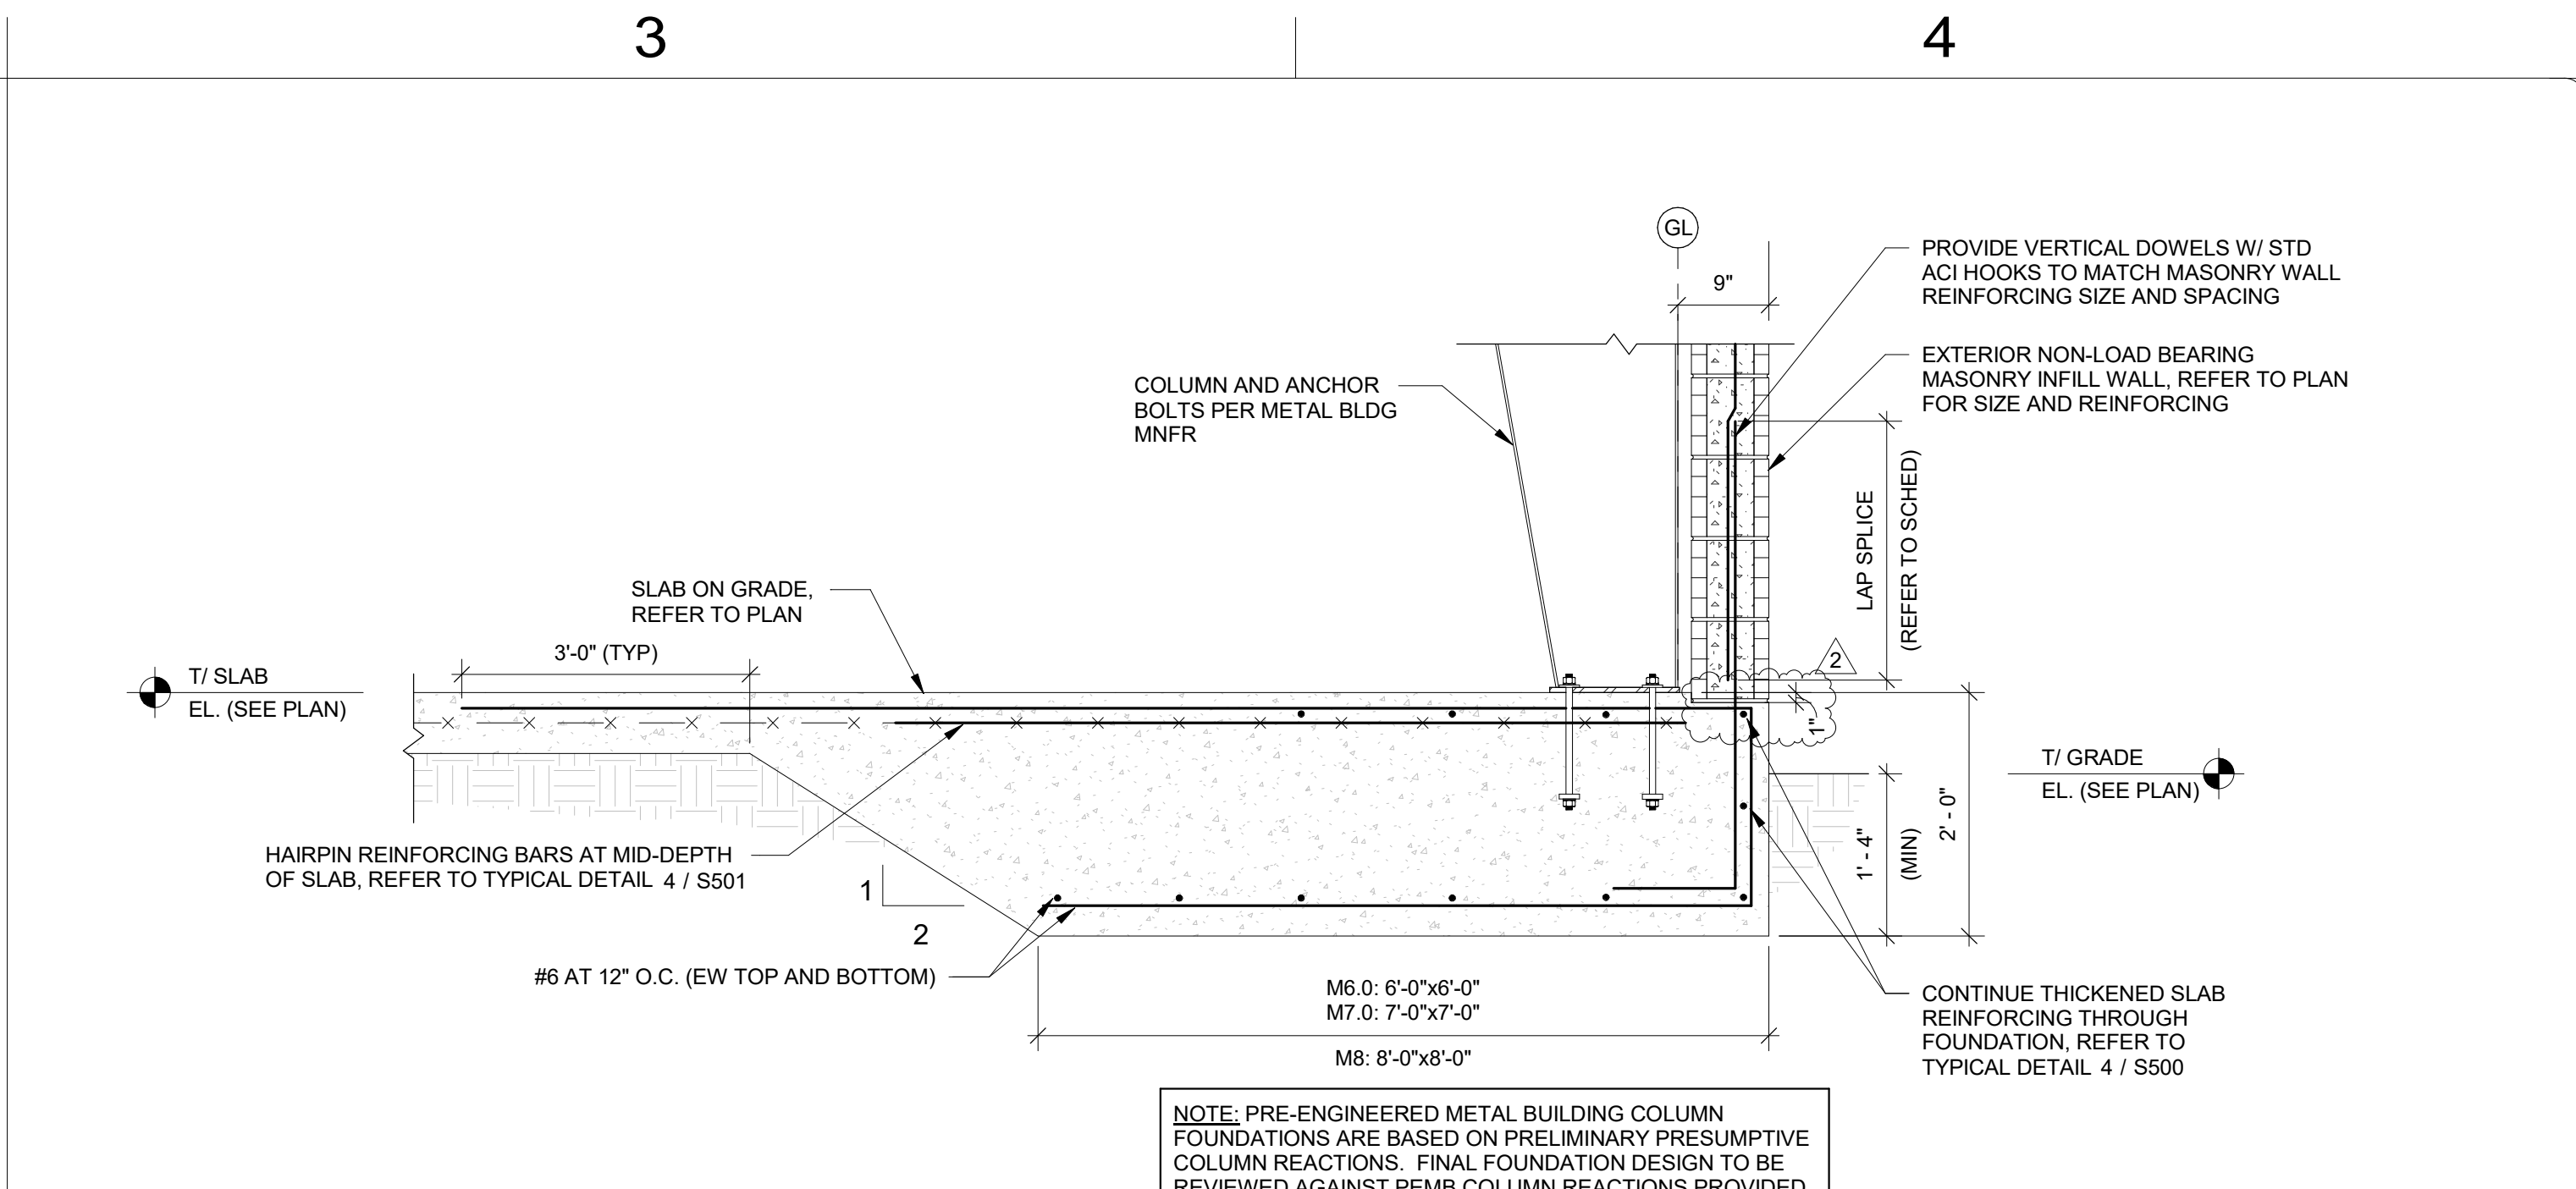 3
4
GL
9"
PROVIDE VERTICAL DOWELS W/ STD
ACI HOOKS TO MATCH MASONRY WALL
REINFORCING SIZE AND SPACING
EXTERIOR NON-LOAD BEARING
MASONRY INFILL WALL, REFER TO PLAN
FOR SIZE AND REINFORCING
COLUMN AND ANCHOR
BOLTS PER METAL BLDG
MNFR
LAP SPLICE
(REFER TO SCHED)
SLAB ON GRADE,
REFER TO PLAN
3'-0" (TYP)
2
T/ SLAB
EL. (SEE PLAN)
1"
T/ GRADE
EL. (SEE PLAN)
1' - 4"
(MIN)
2' - 0"
HAIRPIN REINFORCING BARS AT MID-DEPTH
OF SLAB, REFER TO TYPICAL DETAIL 4 / S501
1
2
#6 AT 12" O.C. (EW TOP AND BOTTOM)
M6.0: 6'-0"x6'-0"
M7.0: 7'-0"x7'-0"
M8: 8'-0"x8'-0"
CONTINUE THICKENED SLAB
REINFORCING THROUGH
FOUNDATION, REFER TO
TYPICAL DETAIL 4 / S500
NOTE: PRE-ENGINEERED METAL BUILDING COLUMN
FOUNDATIONS ARE BASED ON PRELIMINARY PRESUMPTIVE
COLUMN REACTIONS. FINAL FOUNDATION DESIGN TO BE
REVIEWED AGAINST PEMB COLUMN REACTIONS PROVIDED